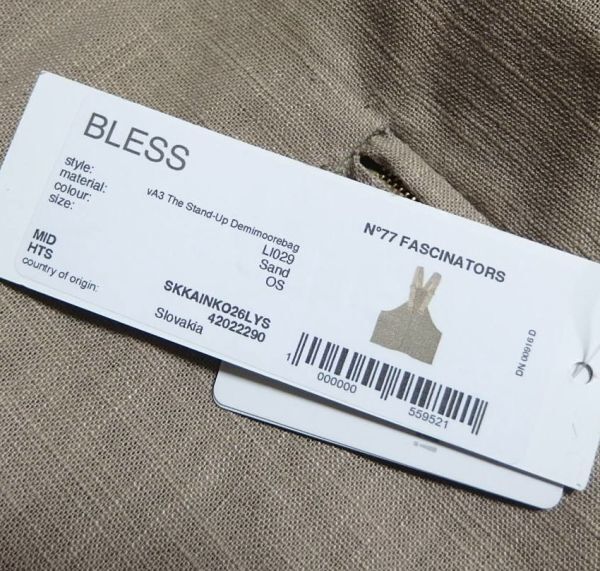 BLESS
style: vA3 The Stand-Up Demimoorebag
material: LI029
colour: Sand
size: OS
MID SKKAINKO26LYS
HTS 42022290
country of origin: Slovakia
N°77 FASCINATORS
1 000000 559521
DN 00916 D